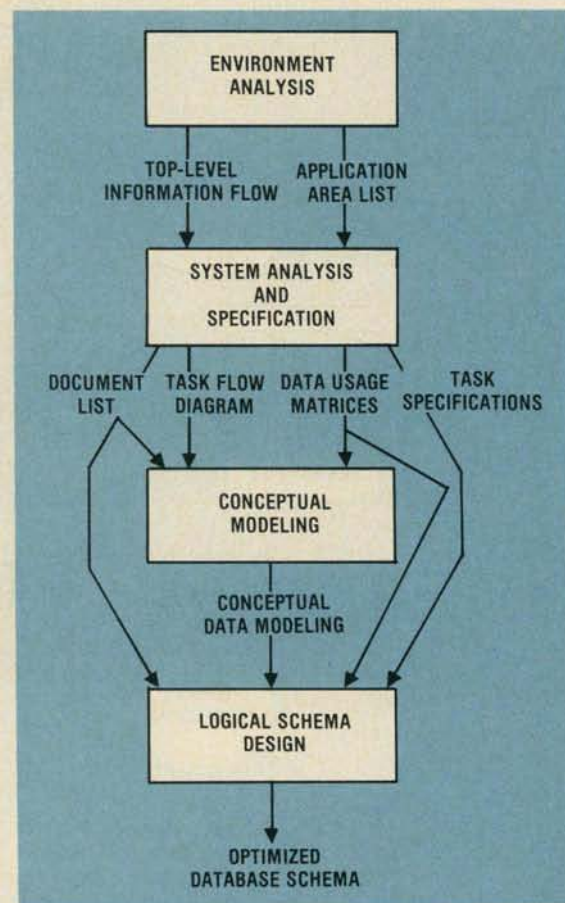 ENVIRONMENT
ANALYSIS
TOP-LEVEL
INFORMATION FLOW
APPLICATION
AREA LIST
SYSTEM ANALYSIS
AND
SPECIFICATION
DOCUMENT
LIST
TASK FLOW
DIAGRAM
DATA USAGE
MATRICES
TASK
SPECIFICATIONS
CONCEPTUAL
MODELING
CONCEPTUAL
DATA MODELING
LOGICAL SCHEMA
DESIGN
OPTIMIZED
DATABASE SCHEMA